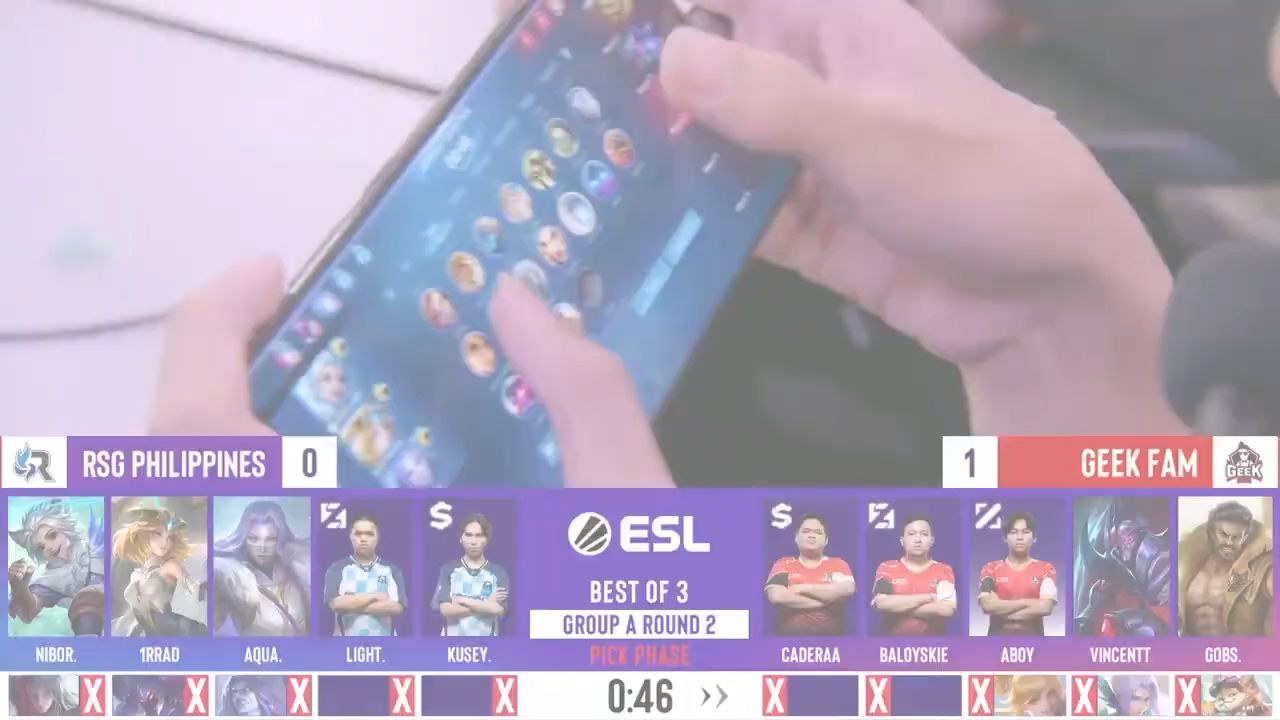 RSG PHILIPPINES 0
1 GEEK FAM
GEEK
ESL
BEST OF 3
GROUP A ROUND 2
PICK PHASE
NIBOR. 1RRAD AQUA. LIGHT. KUSEY. CADERAA BALOYSKIE ABOY VINCENTT GOBS.
0:46